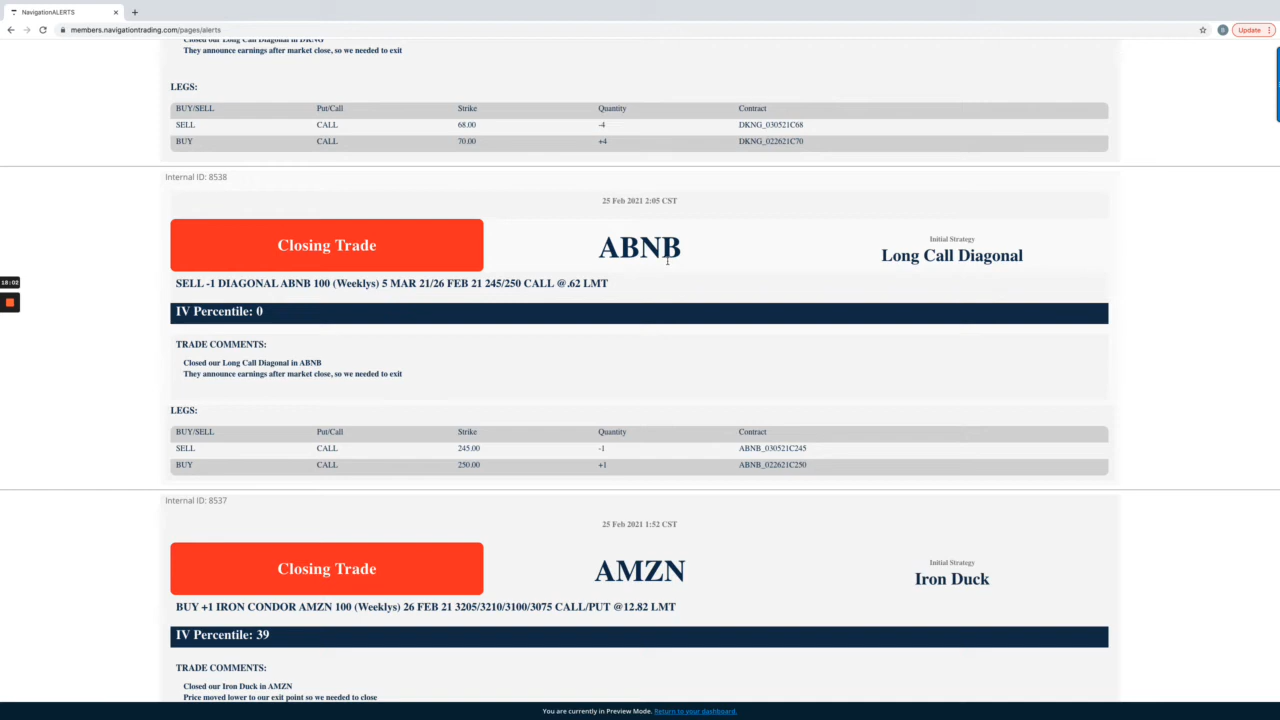 NavigationALERTS
members.navigationtrading.com/pages/alerts
B
Update
Closed our Long Call Diagonal in DKNG
They announce earnings after market close, so we needed to exit
LEGS:
BUY/SELL Put/Call Strike Quantity Contract
SELL CALL 68.00 -4 DKNG_030521C68
BUY CALL 70.00 +4 DKNG_022621C70
Internal ID: 8538
25 Feb 2021 2:05 CST
Closing Trade
ABNB
Initial Strategy
Long Call Diagonal
SELL -1 DIAGONAL ABNB 100 (Weeklys) 5 MAR 21/26 FEB 21 245/250 CALL @.62 LMT
IV Percentile: 0
18:02
TRADE COMMENTS:
Closed our Long Call Diagonal in ABNB
They announce earnings after market close, so we needed to exit
LEGS:
BUY/SELL Put/Call Strike Quantity Contract
SELL CALL 245.00 -1 ABNB_030521C245
BUY CALL 250.00 +1 ABNB_022621C250
Internal ID: 8537
25 Feb 2021 1:52 CST
Closing Trade
AMZN
Initial Strategy
Iron Duck
BUY +1 IRON CONDOR AMZN 100 (Weeklys) 26 FEB 21 3205/3210/3100/3075 CALL/PUT @12.82 LMT
IV Percentile: 39
TRADE COMMENTS:
Closed our Iron Duck in AMZN
Price moved lower to our exit point so we needed to close
You are currently in Preview Mode. Return to your dashboard.